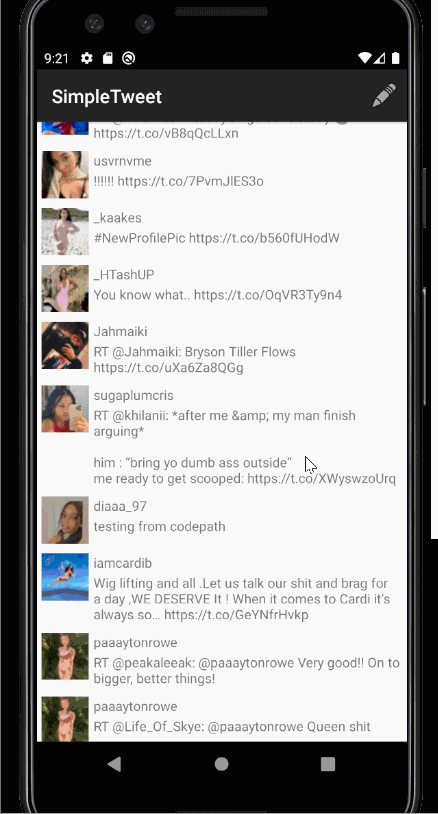 9:21
SimpleTweet
https://t.co/vB8qQcLLxn
usvrnvme
!!!!!! https://t.co/7PvmJlES3o
_kaakes
#NewProfilePic https://t.co/b560fUHodW
_HTashUP
You know what.. https://t.co/OqVR3Ty9n4
Jahmaiki
RT @Jahmaiki: Bryson Tiller Flows
https://t.co/uXa6Za8QGg
sugaplumcris
RT @khilanii: *after me &amp; my man finish
arguing*
him : “bring yo dumb ass outside”
me ready to get scooped: https://t.co/XWyswzoUrq
diaaa_97
testing from codepath
iamcardib
Wig lifting and all .Let us talk our shit and brag for
a day ,WE DESERVE It ! When it comes to Cardi it’s
always so… https://t.co/GeYNfrHvkp
paaaytonrowe
RT @peakaleeak: @paaaytonrowe Very good!! On to
bigger, better things!
paaaytonrowe
RT @Life_Of_Skye: @paaaytonrowe Queen shit